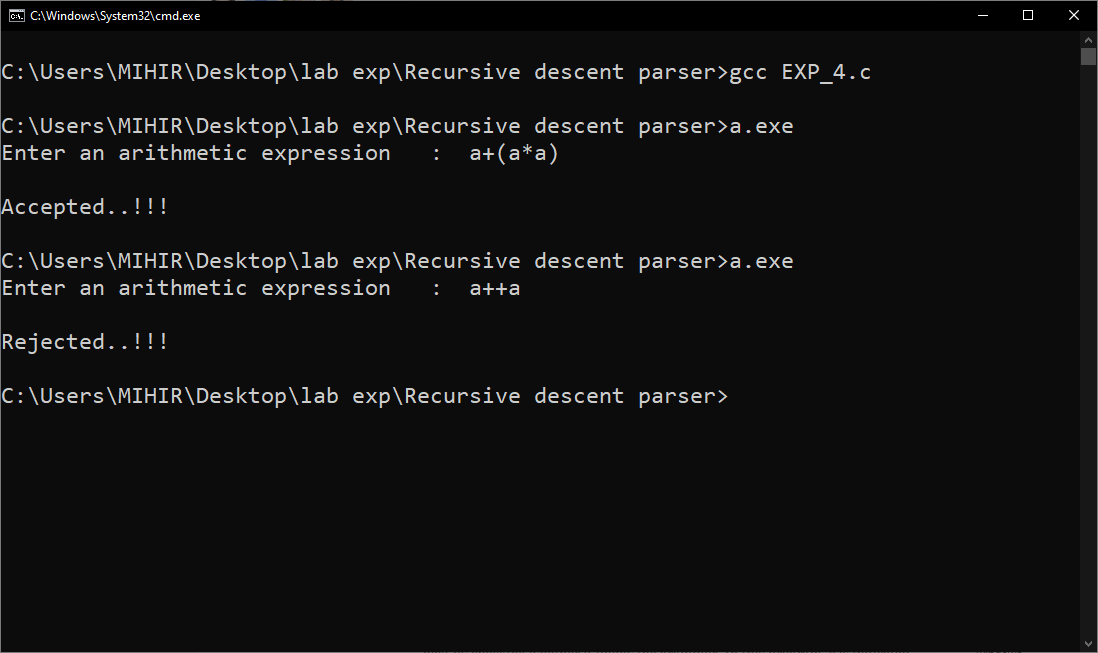 C:\Windows\System32\cmd.exe
C:\Users\MIHIR\Desktop\lab exp\Recursive descent parser>gcc EXP_4.c
C:\Users\MIHIR\Desktop\lab exp\Recursive descent parser>a.exe
Enter an arithmetic expression   :  a+(a*a)
Accepted..!!!
C:\Users\MIHIR\Desktop\lab exp\Recursive descent parser>a.exe
Enter an arithmetic expression   :  a++a
Rejected..!!!
C:\Users\MIHIR\Desktop\lab exp\Recursive descent parser>